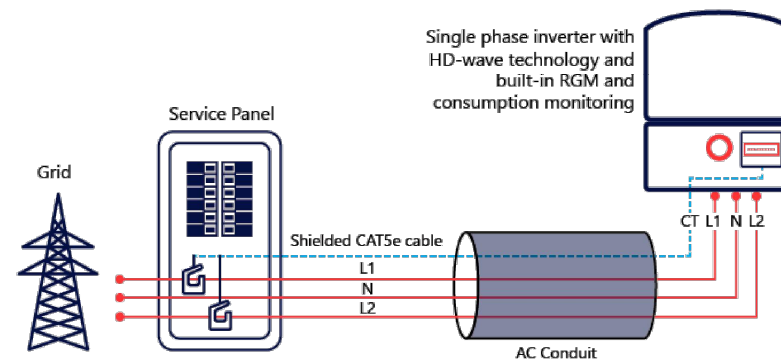 Single phase inverter with
HD-wave technology and
built-in RGM and
consumption monitoring
Service Panel
Grid
CT L1 N L2
Shielded CAT5e cable
L1
N
L2
AC Conduit